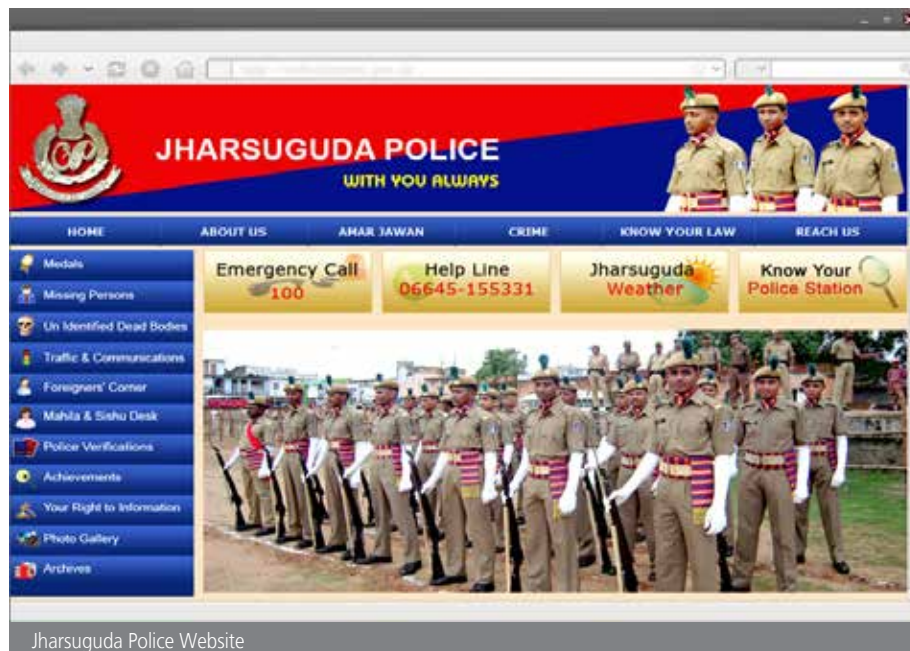 JHARSUGUDA POLICE
WITH YOU ALWAYS
HOME ABOUT US AMAR JAWAN CRIME KNOW YOUR LAW REACH US
Medals
Missing Persons
Un Identified Dead Bodies
Traffic & Communications
Foreigners' Corner
Mahila & Sishu Desk
Police Verifications
Achievements
Your Right to Information
Photo Gallery
Archives
Emergency Call
100
Help Line
06645-155331
Jharsuguda
Weather
Know Your
Police Station
Jharsuguda Police Website